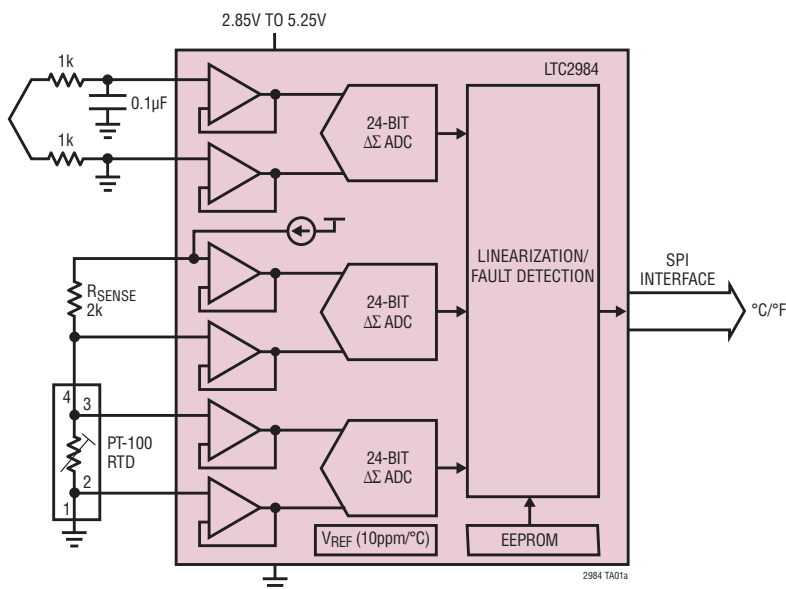 2.85V TO 5.25V
LTC2984
1k
0.1µF
1k
24-BIT
ΔΣ ADC
LINEARIZATION/
FAULT DETECTION
SPI
INTERFACE
°C/°F
RSENSE
2k
24-BIT
ΔΣ ADC
4
3
PT-100
RTD
2
1
24-BIT
ΔΣ ADC
VREF (10ppm/°C)
EEPROM
2984 TA01a